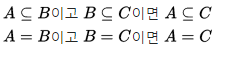 A ⊆ B이고 B ⊆ C이면 A ⊆ C
A = B이고 B = C이면 A = C